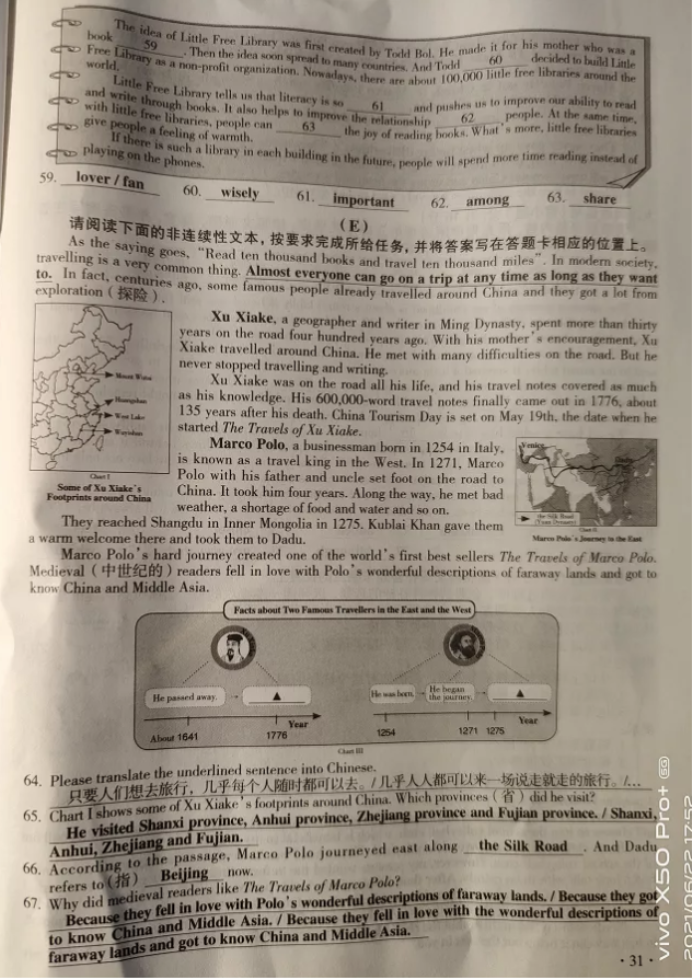 The idea of Little Free Library was first created by Todd Bol. He made it for his mother who was a
book 59 . Then the idea soon spread to many countries. And Todd 60 decided to build Little
Free Library as a non-profit organization. Nowadays, there are about 100,000 little free libraries around the
world.
Little Free Library tells us that literacy is so 61 and pushes us to improve our ability to read
and write through books. It also helps to improve the relationship 62 people. At the same time,
with little free libraries, people can 63 the joy of reading books. What's more, little free libraries
give people a feeling of warmth.
If there is such a library in each building in the future, people will spend more time reading instead of
playing on the phones.
59. lover / fan 60. wisely 61. important 62. among 63. share
(E)
请阅读下面的非连续性文本，按要求完成所给任务，并将答案写在答题卡相应的位置上。
As the saying goes, "Read ten thousand books and travel ten thousand miles". In modern society,
travelling is a very common thing. Almost everyone can go on a trip at any time as long as they want
to. In fact, centuries ago, some famous people already travelled around China and they got a lot from
exploration (探险).
Xu Xiake, a geographer and writer in Ming Dynasty, spent more than thirty
years on the road four hundred years ago. With his mother's encouragement, Xu
Xiake travelled around China. He met with many difficulties on the road. But he
never stopped travelling and writing.
Xu Xiake was on the road all his life, and his travel notes covered as much
as his knowledge. His 600,000-word travel notes finally came out in 1776, about
135 years after his death. China Tourism Day is set on May 19th, the date when he
started The Travels of Xu Xiake.
Mount Wutai
Huangshan
West Lake
Wuyishan
Chart I
Some of Xu Xiake's
Footprints around China
Marco Polo, a businessman born in 1254 in Italy,
is known as a travel king in the West. In 1271, Marco
Polo with his father and uncle set foot on the road to
China. It took him four years. Along the way, he met bad
weather, a shortage of food and water and so on.
They reached Shangdu in Inner Mongolia in 1275. Kublai Khan gave them
a warm welcome there and took them to Dadu.
Venice
Dadu
the Silk Road
(Yuan Dynasty)
Chart II
Marco Polo's Journey to the East
Marco Polo's hard journey created one of the world's first best sellers The Travels of Marco Polo.
Medieval (中世纪的) readers fell in love with Polo's wonderful descriptions of faraway lands and got to
know China and Middle Asia.
Facts about Two Famous Travellers in the East and the West
He passed away. ▲
Year
About 1641 1776
He was born. He began the journey. ▲
Year
1254 1271 1275
Chart III
64. Please translate the underlined sentence into Chinese.
只要人们想去旅行，几乎每个人随时都可以去。/几乎人人都可以来一场说走就走的旅行。/...
65. Chart I shows some of Xu Xiake's footprints around China. Which provinces (省) did he visit?
He visited Shanxi province, Anhui province, Zhejiang province and Fujian province. / Shanxi,
Anhui, Zhejiang and Fujian.
66. According to the passage, Marco Polo journeyed east along the Silk Road . And Dadu
refers to (指) Beijing now.
67. Why did medieval readers like The Travels of Marco Polo?
Because they fell in love with Polo's wonderful descriptions of faraway lands. / Because they got
to know China and Middle Asia. / Because they fell in love with the wonderful descriptions of
faraway lands and got to know China and Middle Asia.
· 31 ·
vivo X50 Pro+ 5G
2021/06/22 17:52